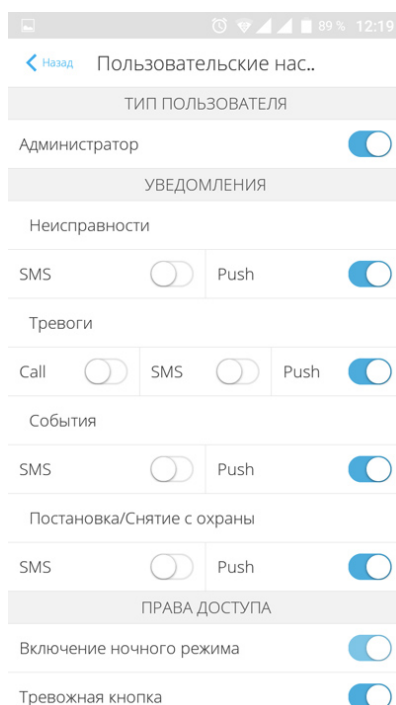 89 % 12:19
Назад Пользовательские нас..
ТИП ПОЛЬЗОВАТЕЛЯ
Администратор
УВЕДОМЛЕНИЯ
Неисправности
SMS Push
Тревоги
Call SMS Push
События
SMS Push
Постановка/Снятие с охраны
SMS Push
ПРАВА ДОСТУПА
Включение ночного режима
Тревожная кнопка